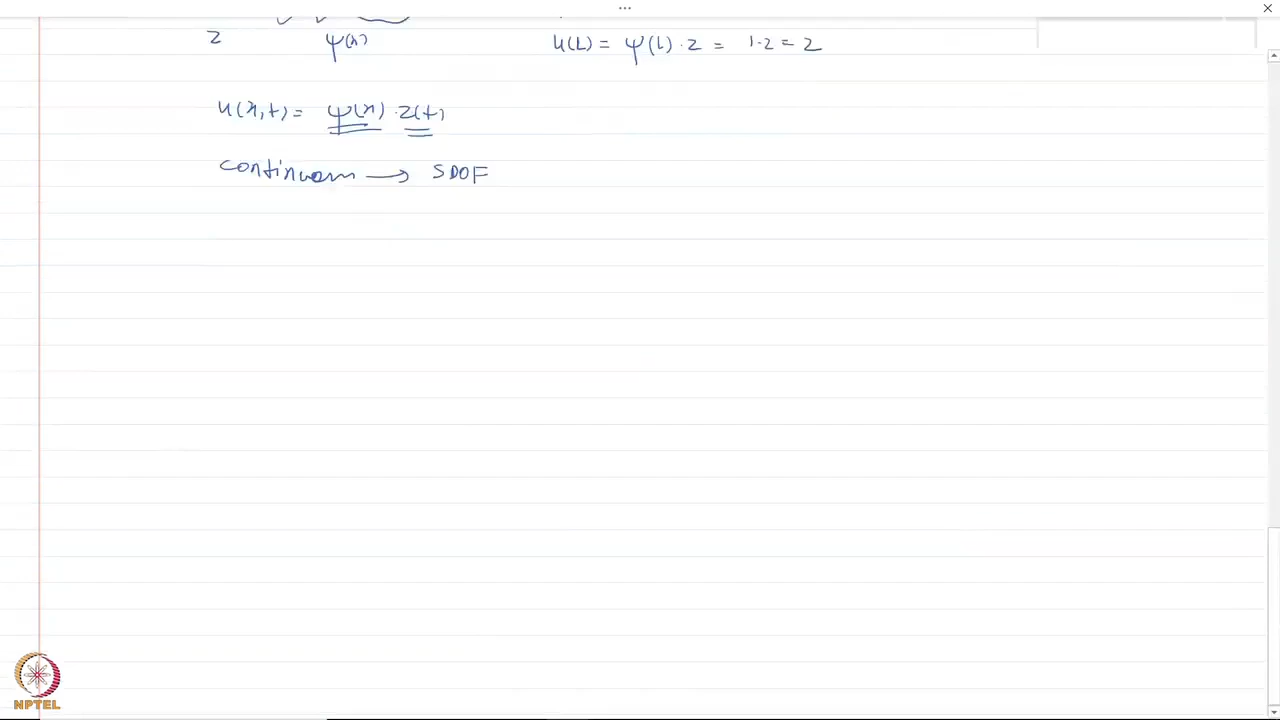 z ψ(x) u(L) = ψ(L) · z = 1·z = z
u(x,t) = ψ(x) · z(t)
continuum → SDOF
NPTEL